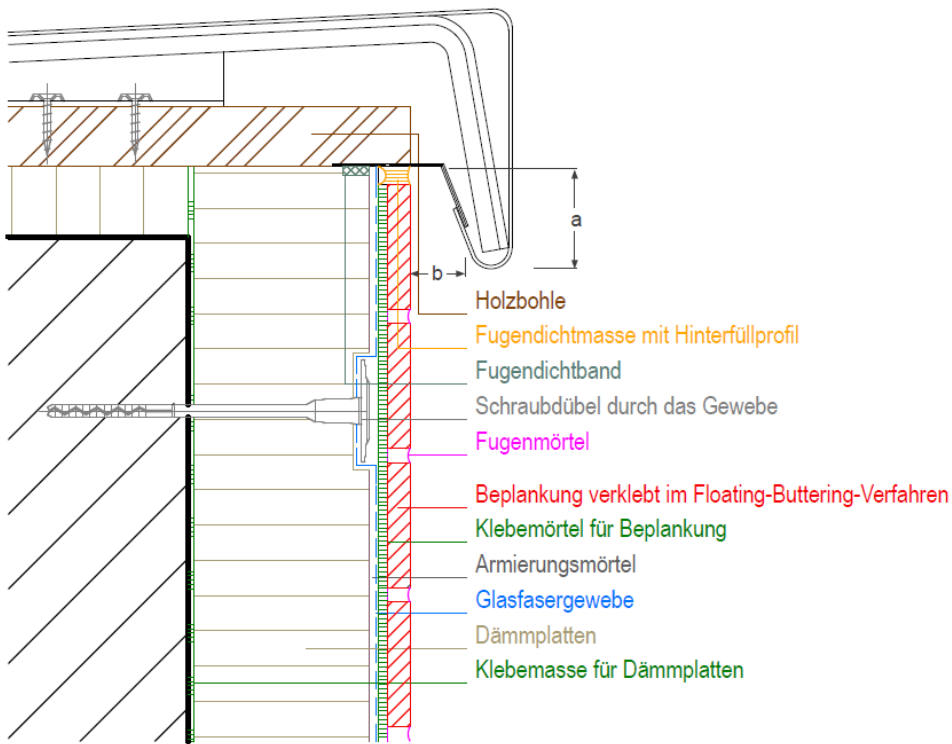 a
b
Holzbohle
Fugendichtmasse mit Hinterfüllprofil
Fugendichtband
Schraubdübel durch das Gewebe
Fugenmörtel
Beplankung verklebt im Floating-Buttering-Verfahren
Klebemörtel für Beplankung
Armierungsmörtel
Glasfasergewebe
Dämmplatten
Klebemasse für Dämmplatten